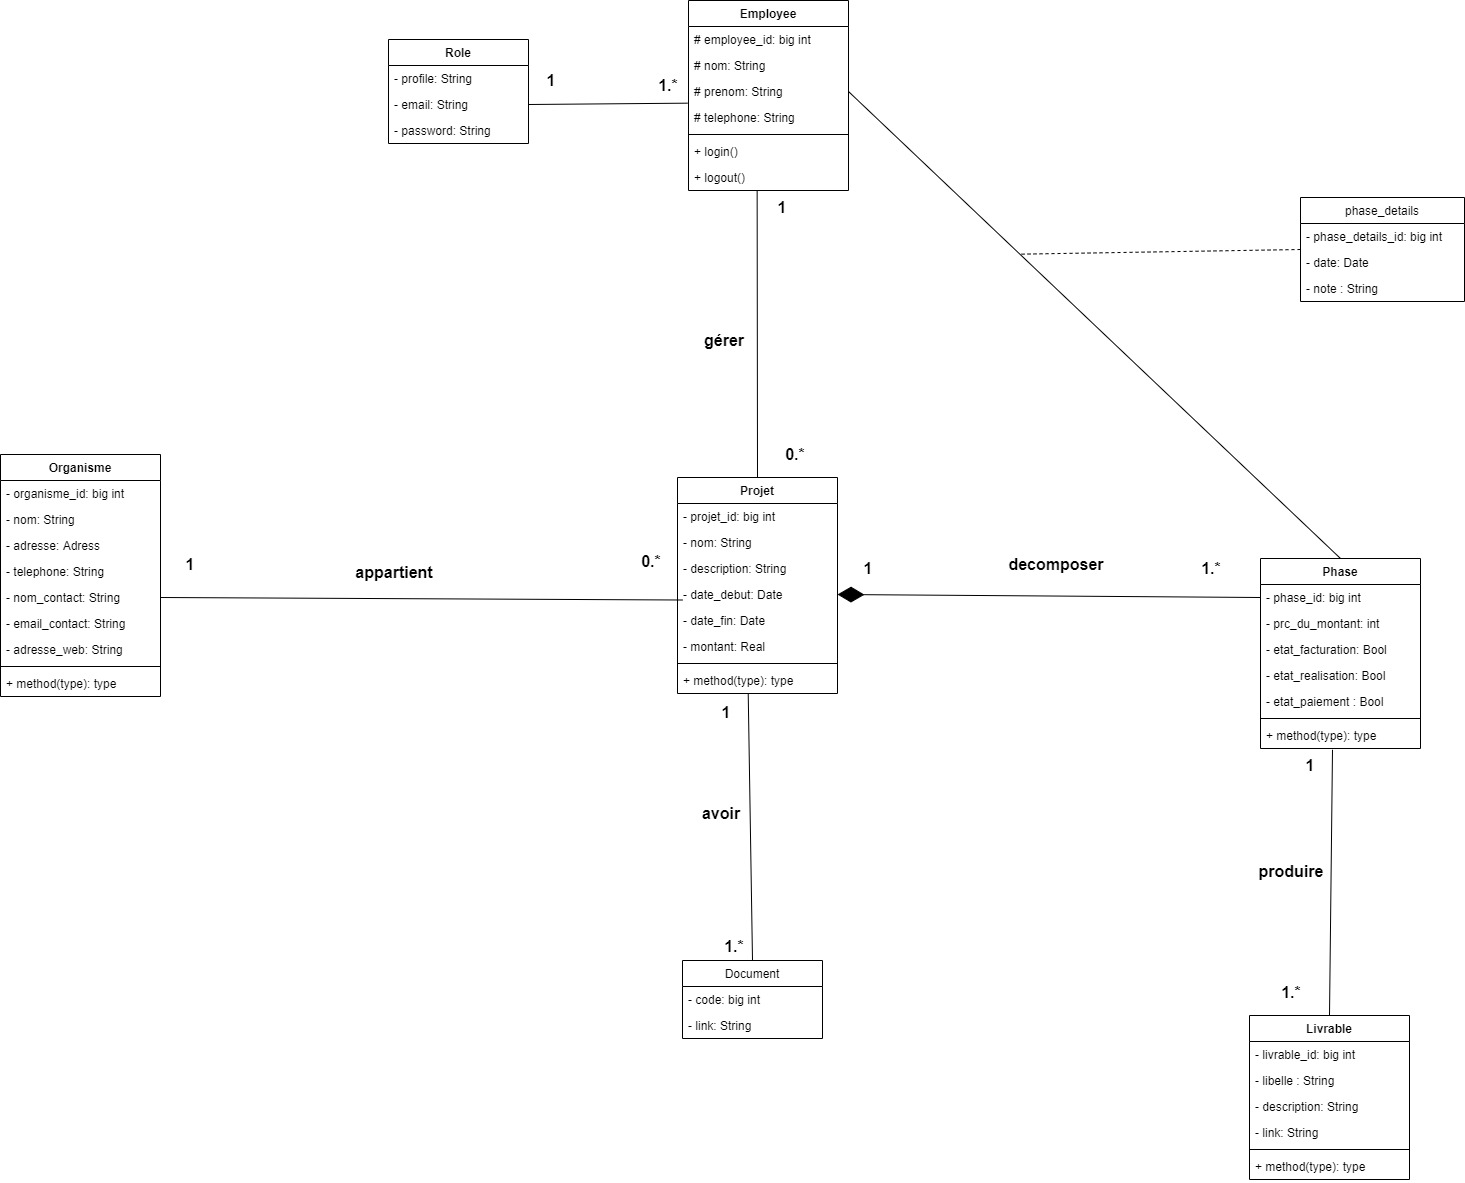 Employee
# employee_id: big int
# nom: String
# prenom: String
# telephone: String
+ login()
+ logout()
Role
- profile: String
- email: String
- password: String
1
1.*
1
gérer
0.*
phase_details
- phase_details_id: big int
- date: Date
- note : String
Organisme
- organisme_id: big int
- nom: String
- adresse: Adress
- telephone: String
- nom_contact: String
- email_contact: String
- adresse_web: String
+ method(type): type
1
appartient
0.*
Projet
- projet_id: big int
- nom: String
- description: String
- date_debut: Date
- date_fin: Date
- montant: Real
+ method(type): type
1
decomposer
1.*
Phase
- phase_id: big int
- prc_du_montant: int
- etat_facturation: Bool
- etat_realisation: Bool
- etat_paiement : Bool
+ method(type): type
1
avoir
1.*
Document
- code: big int
- link: String
1
produire
1.*
Livrable
- livrable_id: big int
- libelle : String
- description: String
- link: String
+ method(type): type